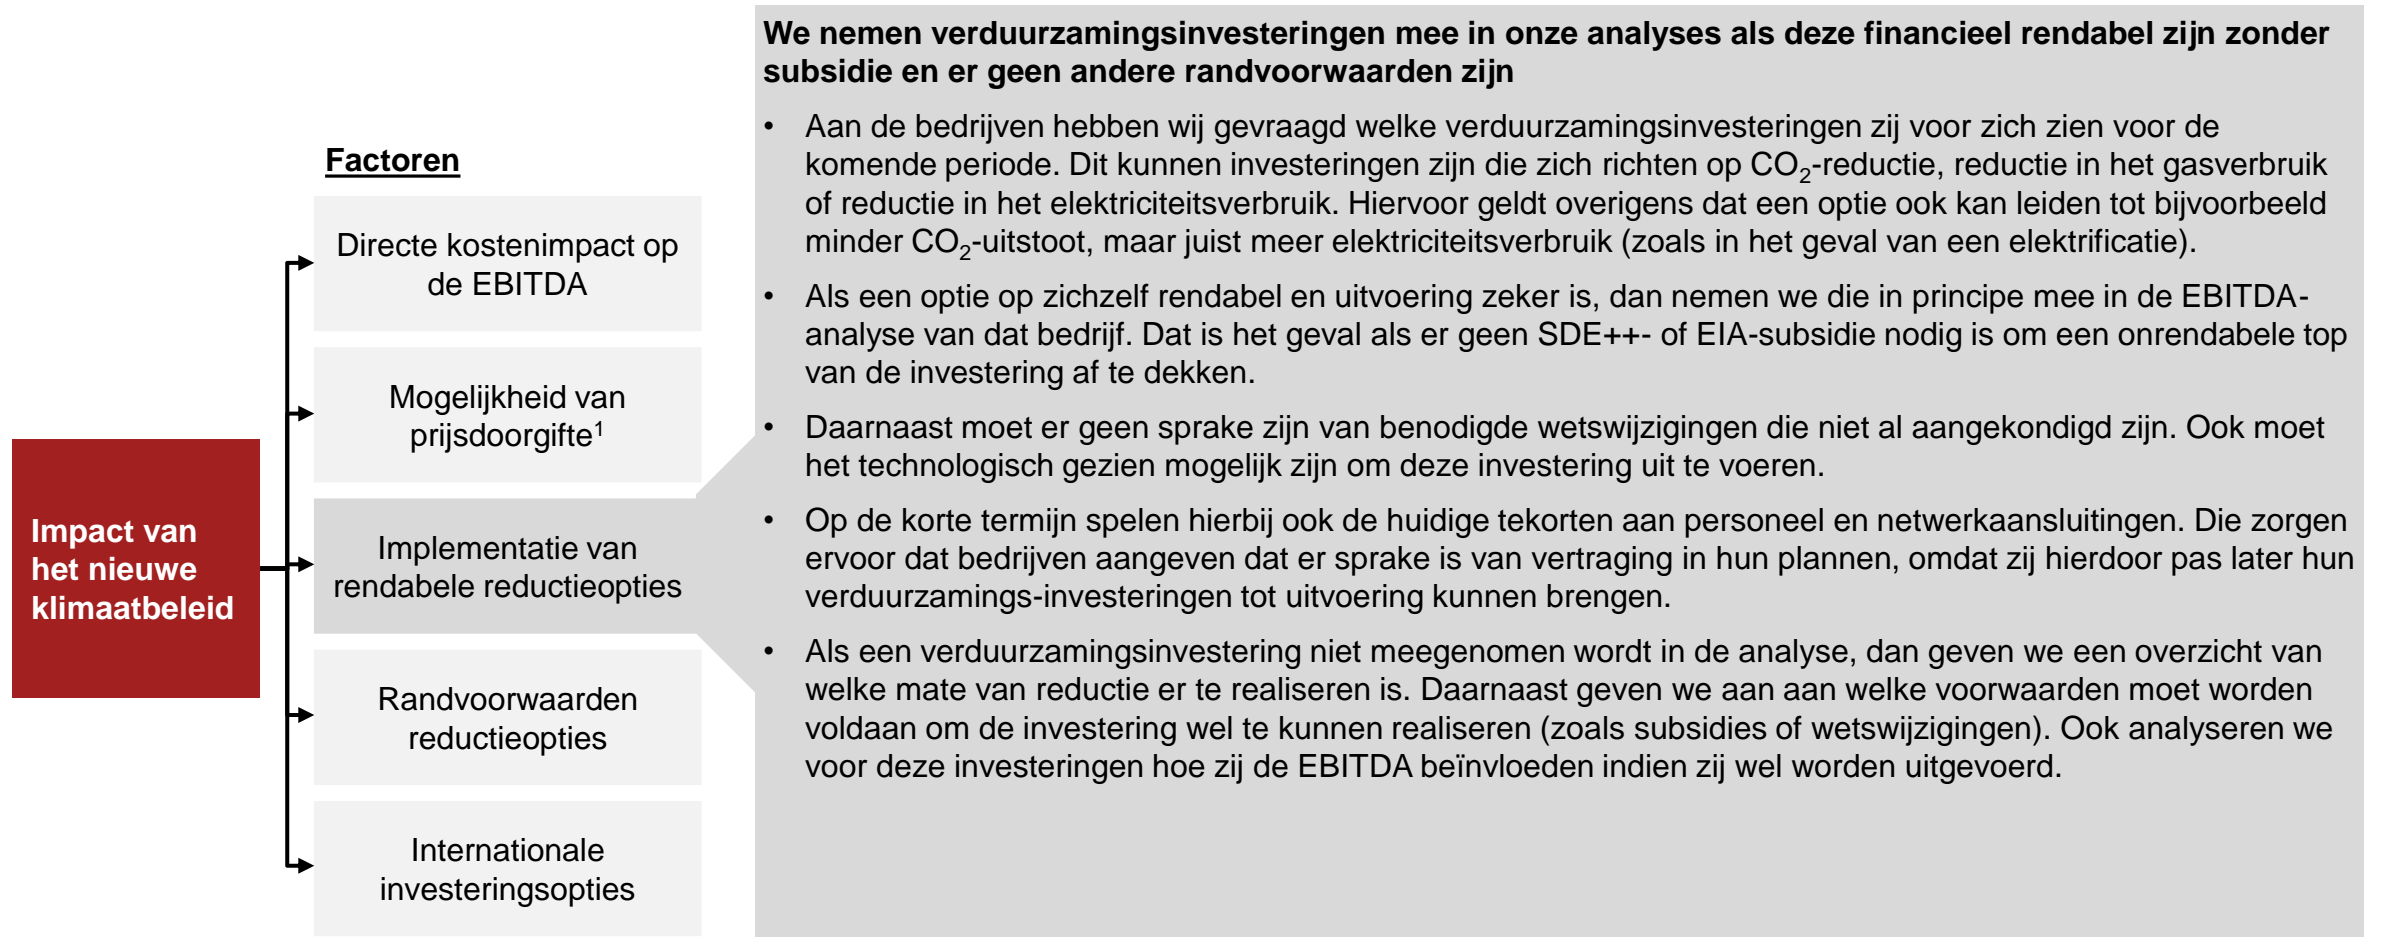 We nemen verduurzamingsinvesteringen mee in onze analyses als deze financieel rendabel zijn zonder
subsidie en er geen andere randvoorwaarden zijn
• Aan de bedrijven hebben wij gevraagd welke verduurzamingsinvesteringen zij voor zich zien voor de
komende periode. Dit kunnen investeringen zijn die zich richten op CO₂-reductie, reductie in het gasverbruik
of reductie in het elektriciteitsverbruik. Hiervoor geldt overigens dat een optie ook kan leiden tot bijvoorbeeld
minder CO₂-uitstoot, maar juist meer elektriciteitsverbruik (zoals in het geval van een elektrificatie).
• Als een optie op zichzelf rendabel en uitvoering zeker is, dan nemen we die in principe mee in de EBITDA-
analyse van dat bedrijf. Dat is het geval als er geen SDE++- of EIA-subsidie nodig is om een onrendabele top
van de investering af te dekken.
• Daarnaast moet er geen sprake zijn van benodigde wetswijzigingen die niet al aangekondigd zijn. Ook moet
het technologisch gezien mogelijk zijn om deze investering uit te voeren.
• Op de korte termijn spelen hierbij ook de huidige tekorten aan personeel en netwerkaansluitingen. Die zorgen
ervoor dat bedrijven aangeven dat er sprake is van vertraging in hun plannen, omdat zij hierdoor pas later hun
verduurzamings-investeringen tot uitvoering kunnen brengen.
• Als een verduurzamingsinvestering niet meegenomen wordt in de analyse, dan geven we een overzicht van
welke mate van reductie er te realiseren is. Daarnaast geven we aan aan welke voorwaarden moet worden
voldaan om de investering wel te kunnen realiseren (zoals subsidies of wetswijzigingen). Ook analyseren we
voor deze investeringen hoe zij de EBITDA beïnvloeden indien zij wel worden uitgevoerd.
Factoren
Directe kostenimpact op
de EBITDA
Mogelijkheid van
prijsdoorgifte¹
Implementatie van
rendabele reductieopties
Randvoorwaarden
reductieopties
Internationale
investeringsopties
Impact van
het nieuwe
klimaatbeleid